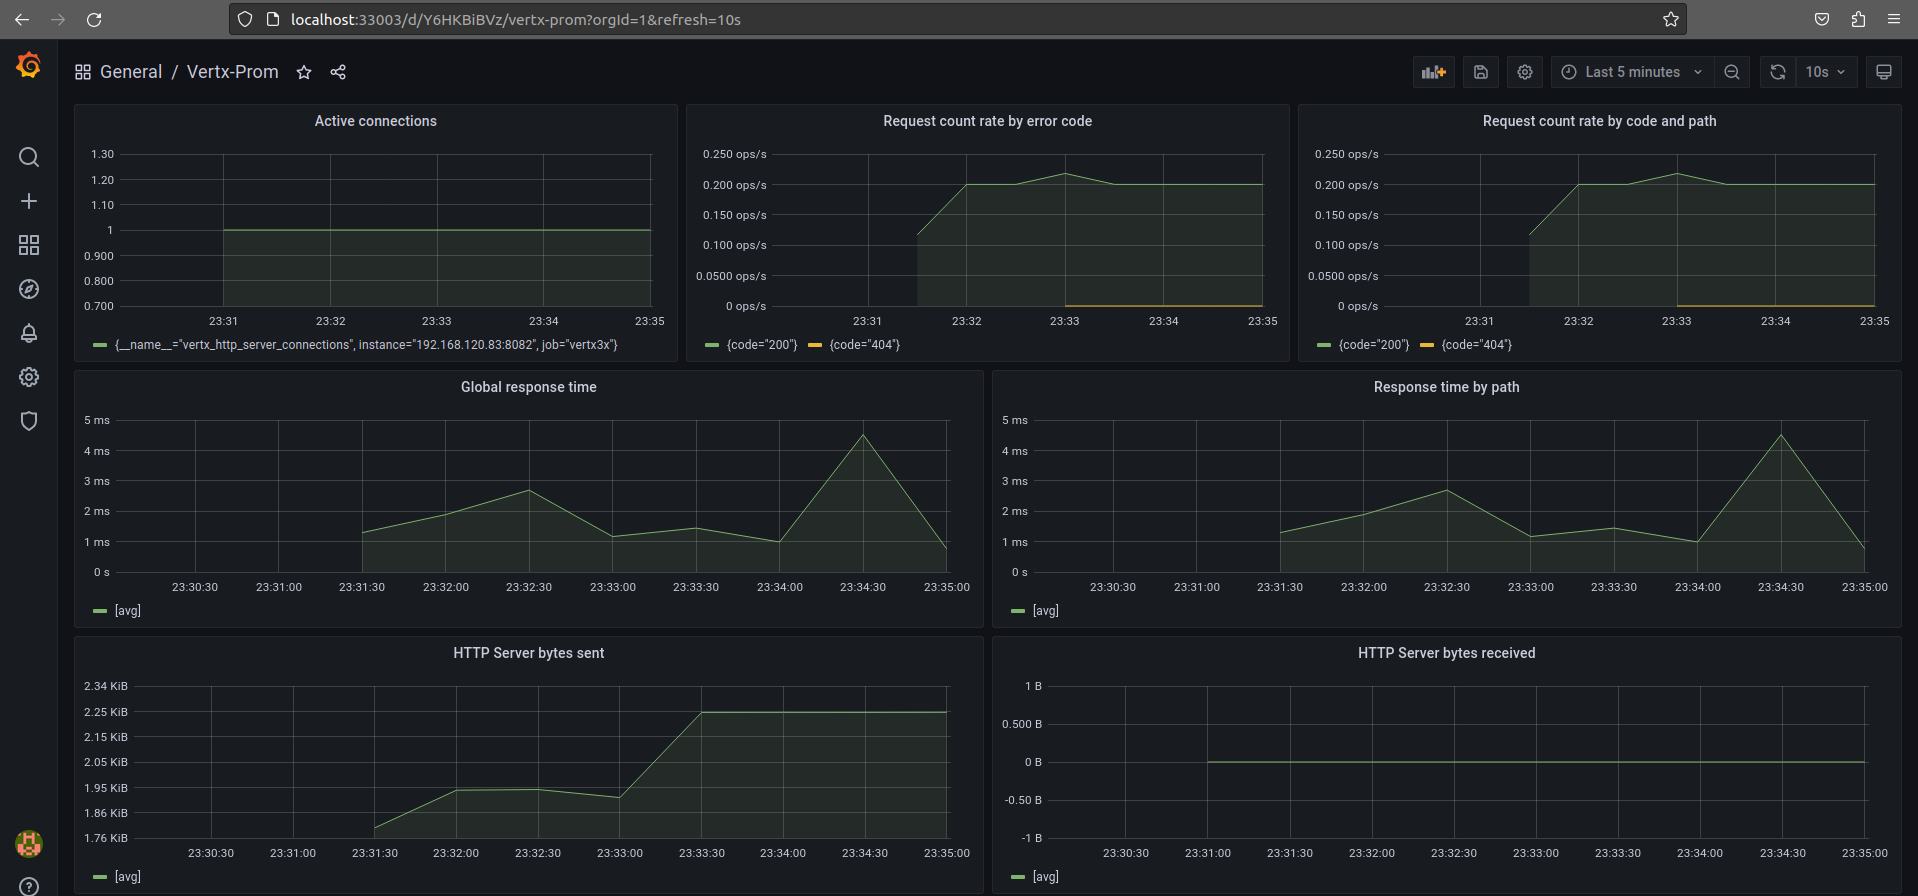 localhost:33003/d/Y6HKBiBVz/vertx-prom?orgId=1&refresh=10s
General / Vertx-Prom
Last 5 minutes
10s
Active connections
1.30
1.20
1.10
1
0.900
0.800
0.700
23:31 23:32 23:33 23:34 23:35
{__name__="vertx_http_server_connections", instance="192.168.120.83:8082", job="vertx3x"}
Request count rate by error code
0.250 ops/s
0.200 ops/s
0.150 ops/s
0.100 ops/s
0.0500 ops/s
0 ops/s
23:31 23:32 23:33 23:34 23:35
{code="200"} {code="404"}
Request count rate by code and path
0.250 ops/s
0.200 ops/s
0.150 ops/s
0.100 ops/s
0.0500 ops/s
0 ops/s
23:31 23:32 23:33 23:34 23:35
{code="200"} {code="404"}
Global response time
5 ms
4 ms
3 ms
2 ms
1 ms
0 s
23:30:30 23:31:00 23:31:30 23:32:00 23:32:30 23:33:00 23:33:30 23:34:00 23:34:30 23:35:00
[avg]
Response time by path
5 ms
4 ms
3 ms
2 ms
1 ms
0 s
23:30:30 23:31:00 23:31:30 23:32:00 23:32:30 23:33:00 23:33:30 23:34:00 23:34:30 23:35:00
[avg]
HTTP Server bytes sent
2.34 KiB
2.25 KiB
2.15 KiB
2.05 KiB
1.95 KiB
1.86 KiB
1.76 KiB
23:30:30 23:31:00 23:31:30 23:32:00 23:32:30 23:33:00 23:33:30 23:34:00 23:34:30 23:35:00
[avg]
HTTP Server bytes received
1 B
0.500 B
0 B
-0.50 B
-1 B
23:30:30 23:31:00 23:31:30 23:32:00 23:32:30 23:33:00 23:33:30 23:34:00 23:34:30 23:35:00
[avg]